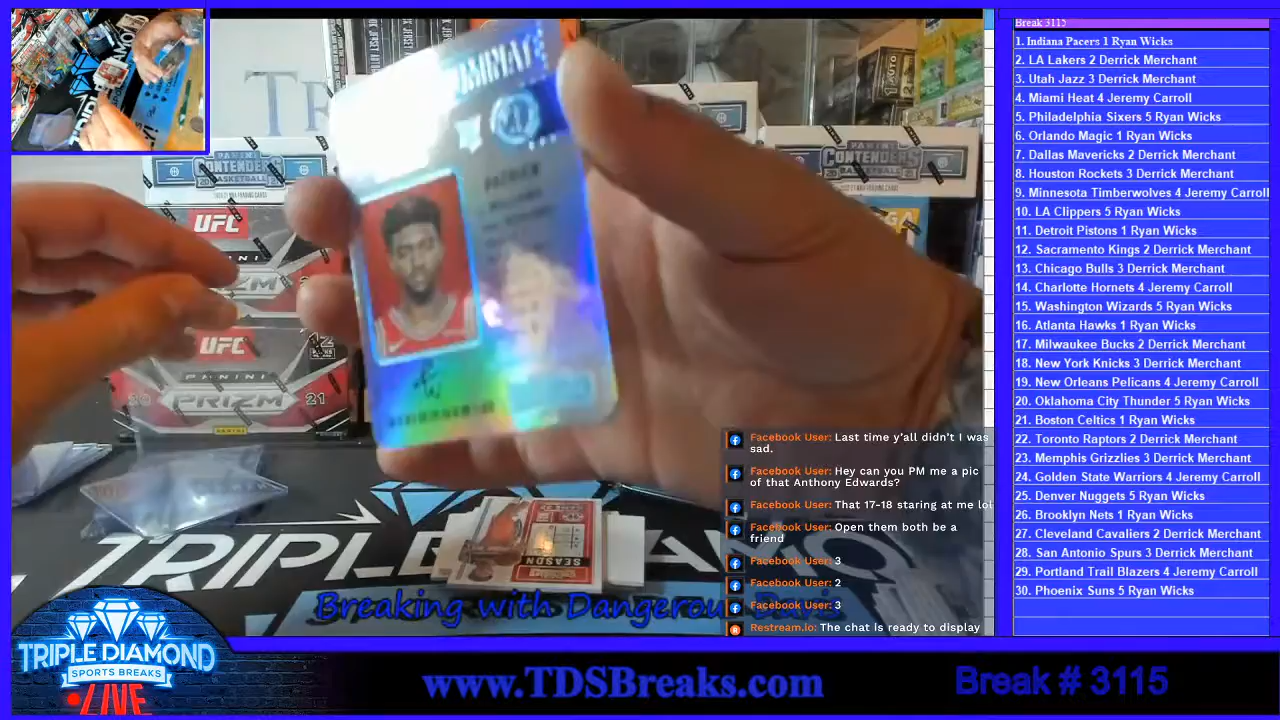 Break 3115
1. Indiana Pacers 1 Ryan Wicks
2. LA Lakers 2 Derrick Merchant
3. Utah Jazz 3 Derrick Merchant
4. Miami Heat 4 Jeremy Carroll
5. Philadelphia Sixers 5 Ryan Wicks
6. Orlando Magic 1 Ryan Wicks
7. Dallas Mavericks 2 Derrick Merchant
8. Houston Rockets 3 Derrick Merchant
9. Minnesota Timberwolves 4 Jeremy Carroll
10. LA Clippers 5 Ryan Wicks
11. Detroit Pistons 1 Ryan Wicks
12. Sacramento Kings 2 Derrick Merchant
13. Chicago Bulls 3 Derrick Merchant
14. Charlotte Hornets 4 Jeremy Carroll
15. Washington Wizards 5 Ryan Wicks
16. Atlanta Hawks 1 Ryan Wicks
17. Milwaukee Bucks 2 Derrick Merchant
18. New York Knicks 3 Derrick Merchant
19. New Orleans Pelicans 4 Jeremy Carroll
20. Oklahoma City Thunder 5 Ryan Wicks
21. Boston Celtics 1 Ryan Wicks
22. Toronto Raptors 2 Derrick Merchant
23. Memphis Grizzlies 3 Derrick Merchant
24. Golden State Warriors 4 Jeremy Carroll
25. Denver Nuggets 5 Ryan Wicks
26. Brooklyn Nets 1 Ryan Wicks
27. Cleveland Cavaliers 2 Derrick Merchant
28. San Antonio Spurs 3 Derrick Merchant
29. Portland Trail Blazers 4 Jeremy Carroll
30. Phoenix Suns 5 Ryan Wicks
PANINI
CONTENDERS
BASKETBALL
PANINI
CONTENDERS
BASKETBALL
UFC
UFC
PANINI
PRIZM
20 21
SEASON
TRIPLE
Breaking with Dangerou
Facebook User: Last time y'all didn't I was
sad.
Facebook User: Hey can you PM me a pic
of that Anthony Edwards?
Facebook User: That 17-18 staring at me lol
Facebook User: Open them both be a
friend
Facebook User: 3
Facebook User: 2
Facebook User: 3
Restream.io: The chat is ready to display
TRIPLE DIAMOND
SPORTS BREAKS
LIVE
www.TDSBreaks.com
Break # 3115